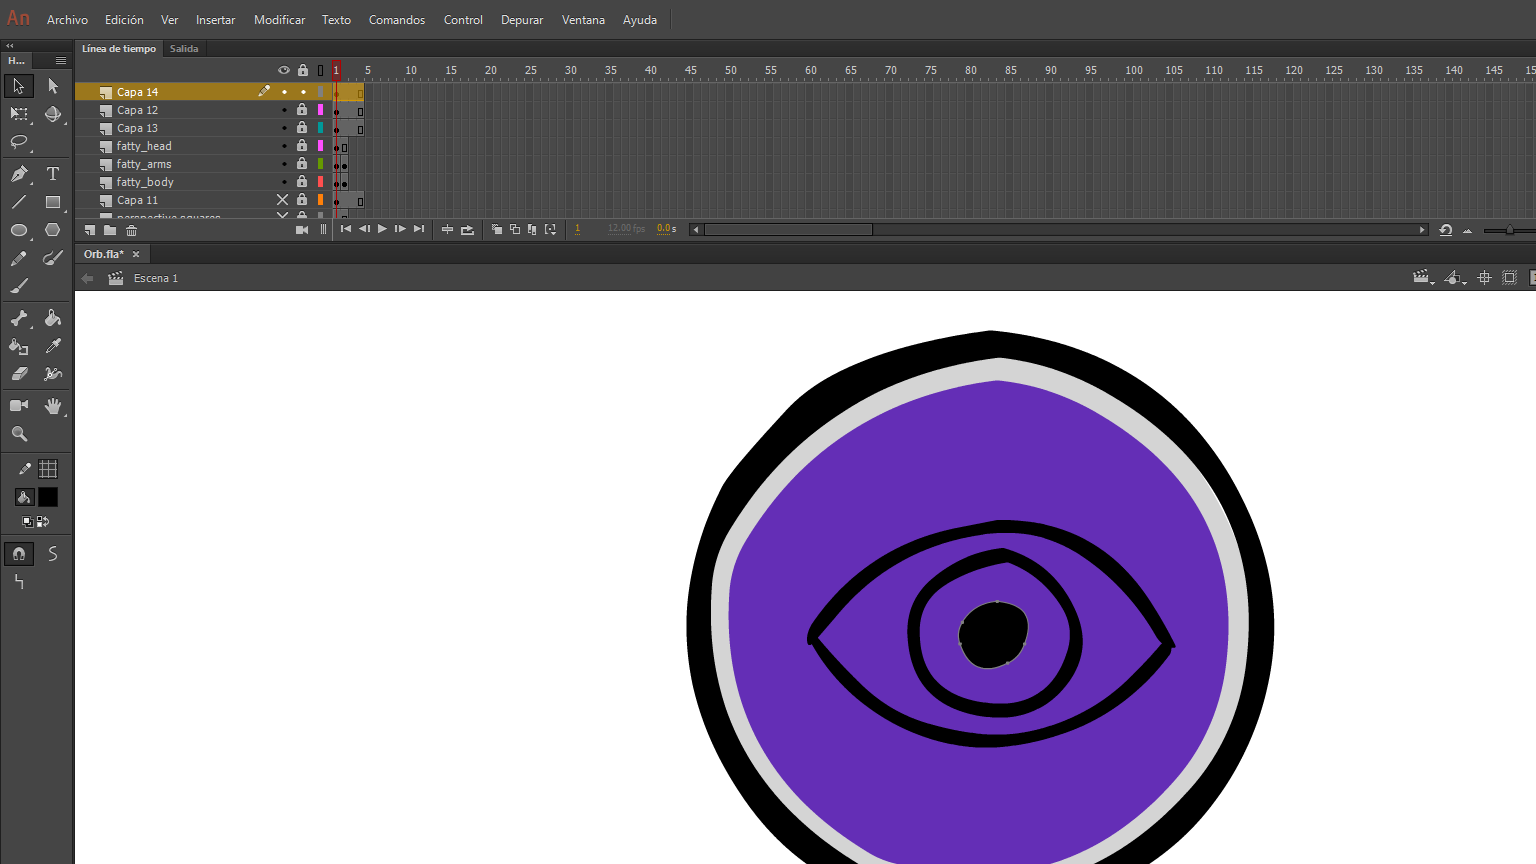 An Archivo Edición Ver Insertar Modificar Texto Comandos Control Depurar Ventana Ayuda
H... Línea de tiempo Salida
1 5 10 15 20 25 30 35 40 45 50 55 60 65 70 75 80 85 90 95 100 105 110 115 120 125 130 135 140 145
Capa 14
Capa 12
Capa 13
fatty_head
fatty_arms
fatty_body
Capa 11
perspective squares
1 12.00 fps 0.0 s
Orb.fla*
Escena 1
T